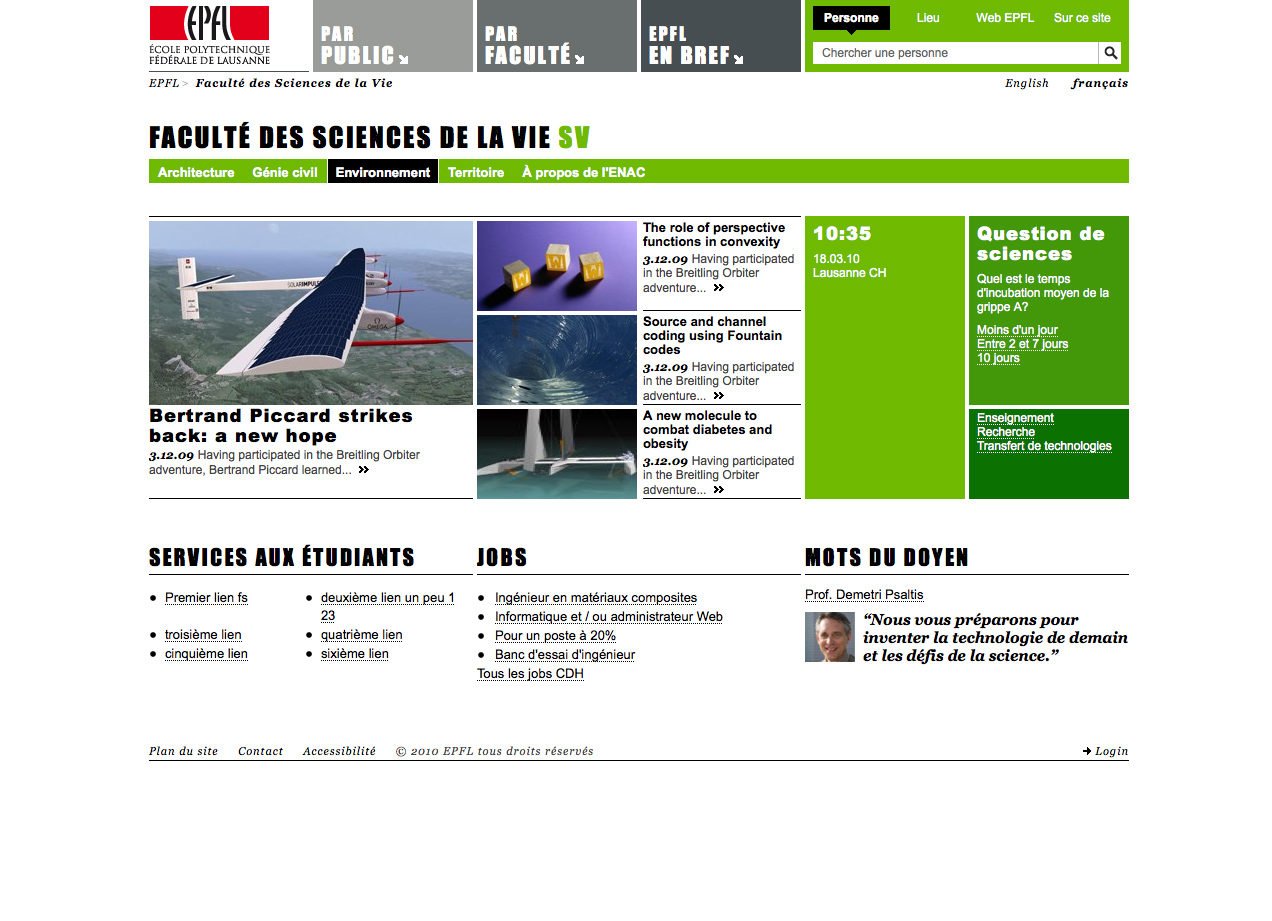 EPFL
ÉCOLE POLYTECHNIQUE
FÉDÉRALE DE LAUSANNE
PAR
PUBLIC
PAR
FACULTÉ
EPFL
EN BREF
Personne Lieu Web EPFL Sur ce site
Chercher une personne
EPFL > Faculté des Sciences de la Vie
English français
FACULTÉ DES SCIENCES DE LA VIE SV
Architecture Génie civil Environnement Territoire À propos de l'ENAC
SOLARIMPULSE
OMEGA
Bertrand Piccard strikes
back: a new hope
3.12.09 Having participated in the Breitling Orbiter
adventure, Bertrand Piccard learned...
The role of perspective
functions in convexity
3.12.09 Having participated
in the Breitling Orbiter
adventure...
Source and channel
coding using Fountain
codes
3.12.09 Having participated
in the Breitling Orbiter
adventure...
A new molecule to
combat diabetes and
obesity
3.12.09 Having participated
in the Breitling Orbiter
adventure...
10:35
18.03.10
Lausanne CH
Question de
sciences
Quel est le temps
d'incubation moyen de la
grippe A?
Moins d'un jour
Entre 2 et 7 jours
10 jours
Enseignement
Recherche
Transfert de technologies
SERVICES AUX ÉTUDIANTS
Premier lien fs
deuxième lien un peu 1
23
troisième lien
quatrième lien
cinquième lien
sixième lien
JOBS
Ingénieur en matériaux composites
Informatique et / ou administrateur Web
Pour un poste à 20%
Banc d'essai d'ingénieur
Tous les jobs CDH
MOTS DU DOYEN
Prof. Demetri Psaltis
“Nous vous préparons pour
inventer la technologie de demain
et les défis de la science.”
Plan du site Contact Accessibilité © 2010 EPFL tous droits réservés
Login